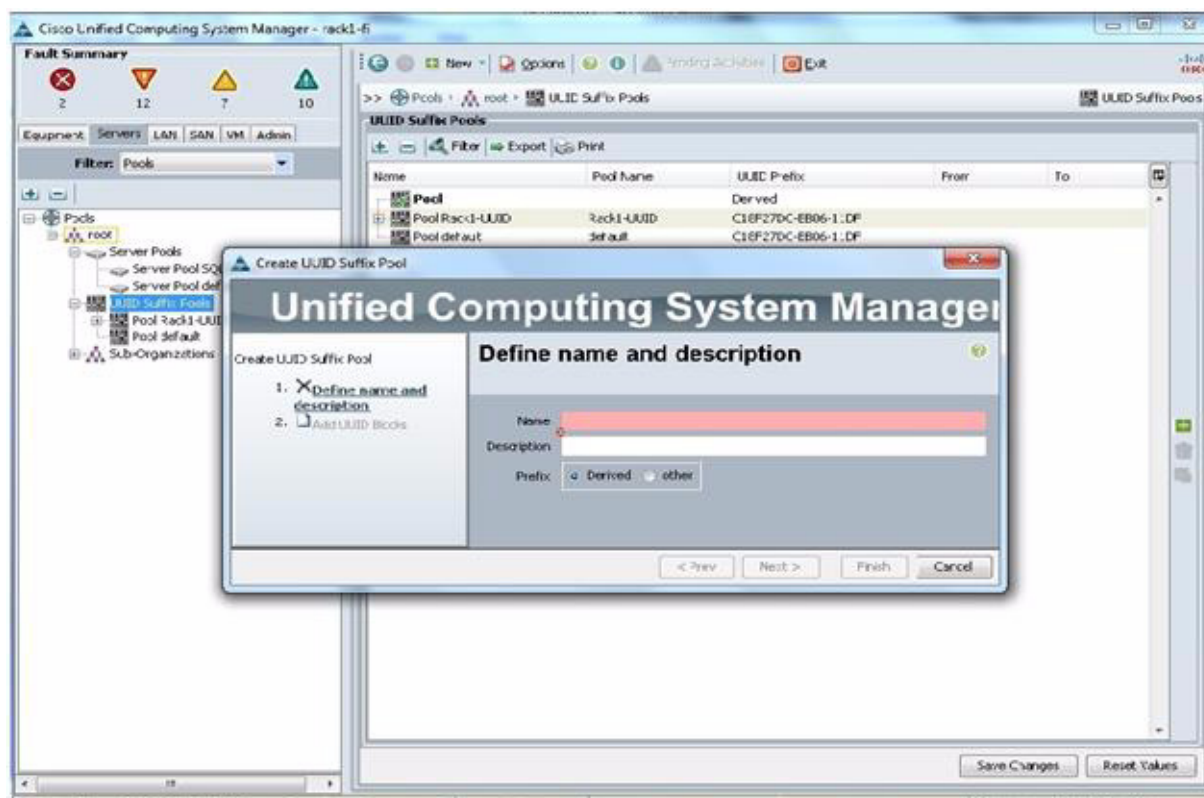 Cisco Unified Computing System Manager - rack1-fi
Fault Summary
2 12 7 10
Equipment Servers LAN SAN VM Admin
Filter: Pools
Pools
root
Server Pools
Server Pool SQL
Server Pool def
UUID Suffix Pools
Pool Rack1-UUI
Pool default
Sub-Organizations
New Options Pending Activities Exit
>> Pools root UUID Suffix Pools
UUID Suffix Pools
UUID Suffix Pools
Filter Export Print
Name Pool Name UUID Prefix From To
Pool Derived
Pool Rack1-UUID Rack1-UUID C18F27DC-EB06-11DF
Pool default default C18F27DC-EB06-11DF
Create UUID Suffix Pool
Unified Computing System Manager
Create UUID Suffix Pool
1. Define name and
description
2. Add UUID Blocks
Define name and description
Name
Description
Prefix Derived other
< Prev Next > Finish Cancel
Save Changes Reset Values